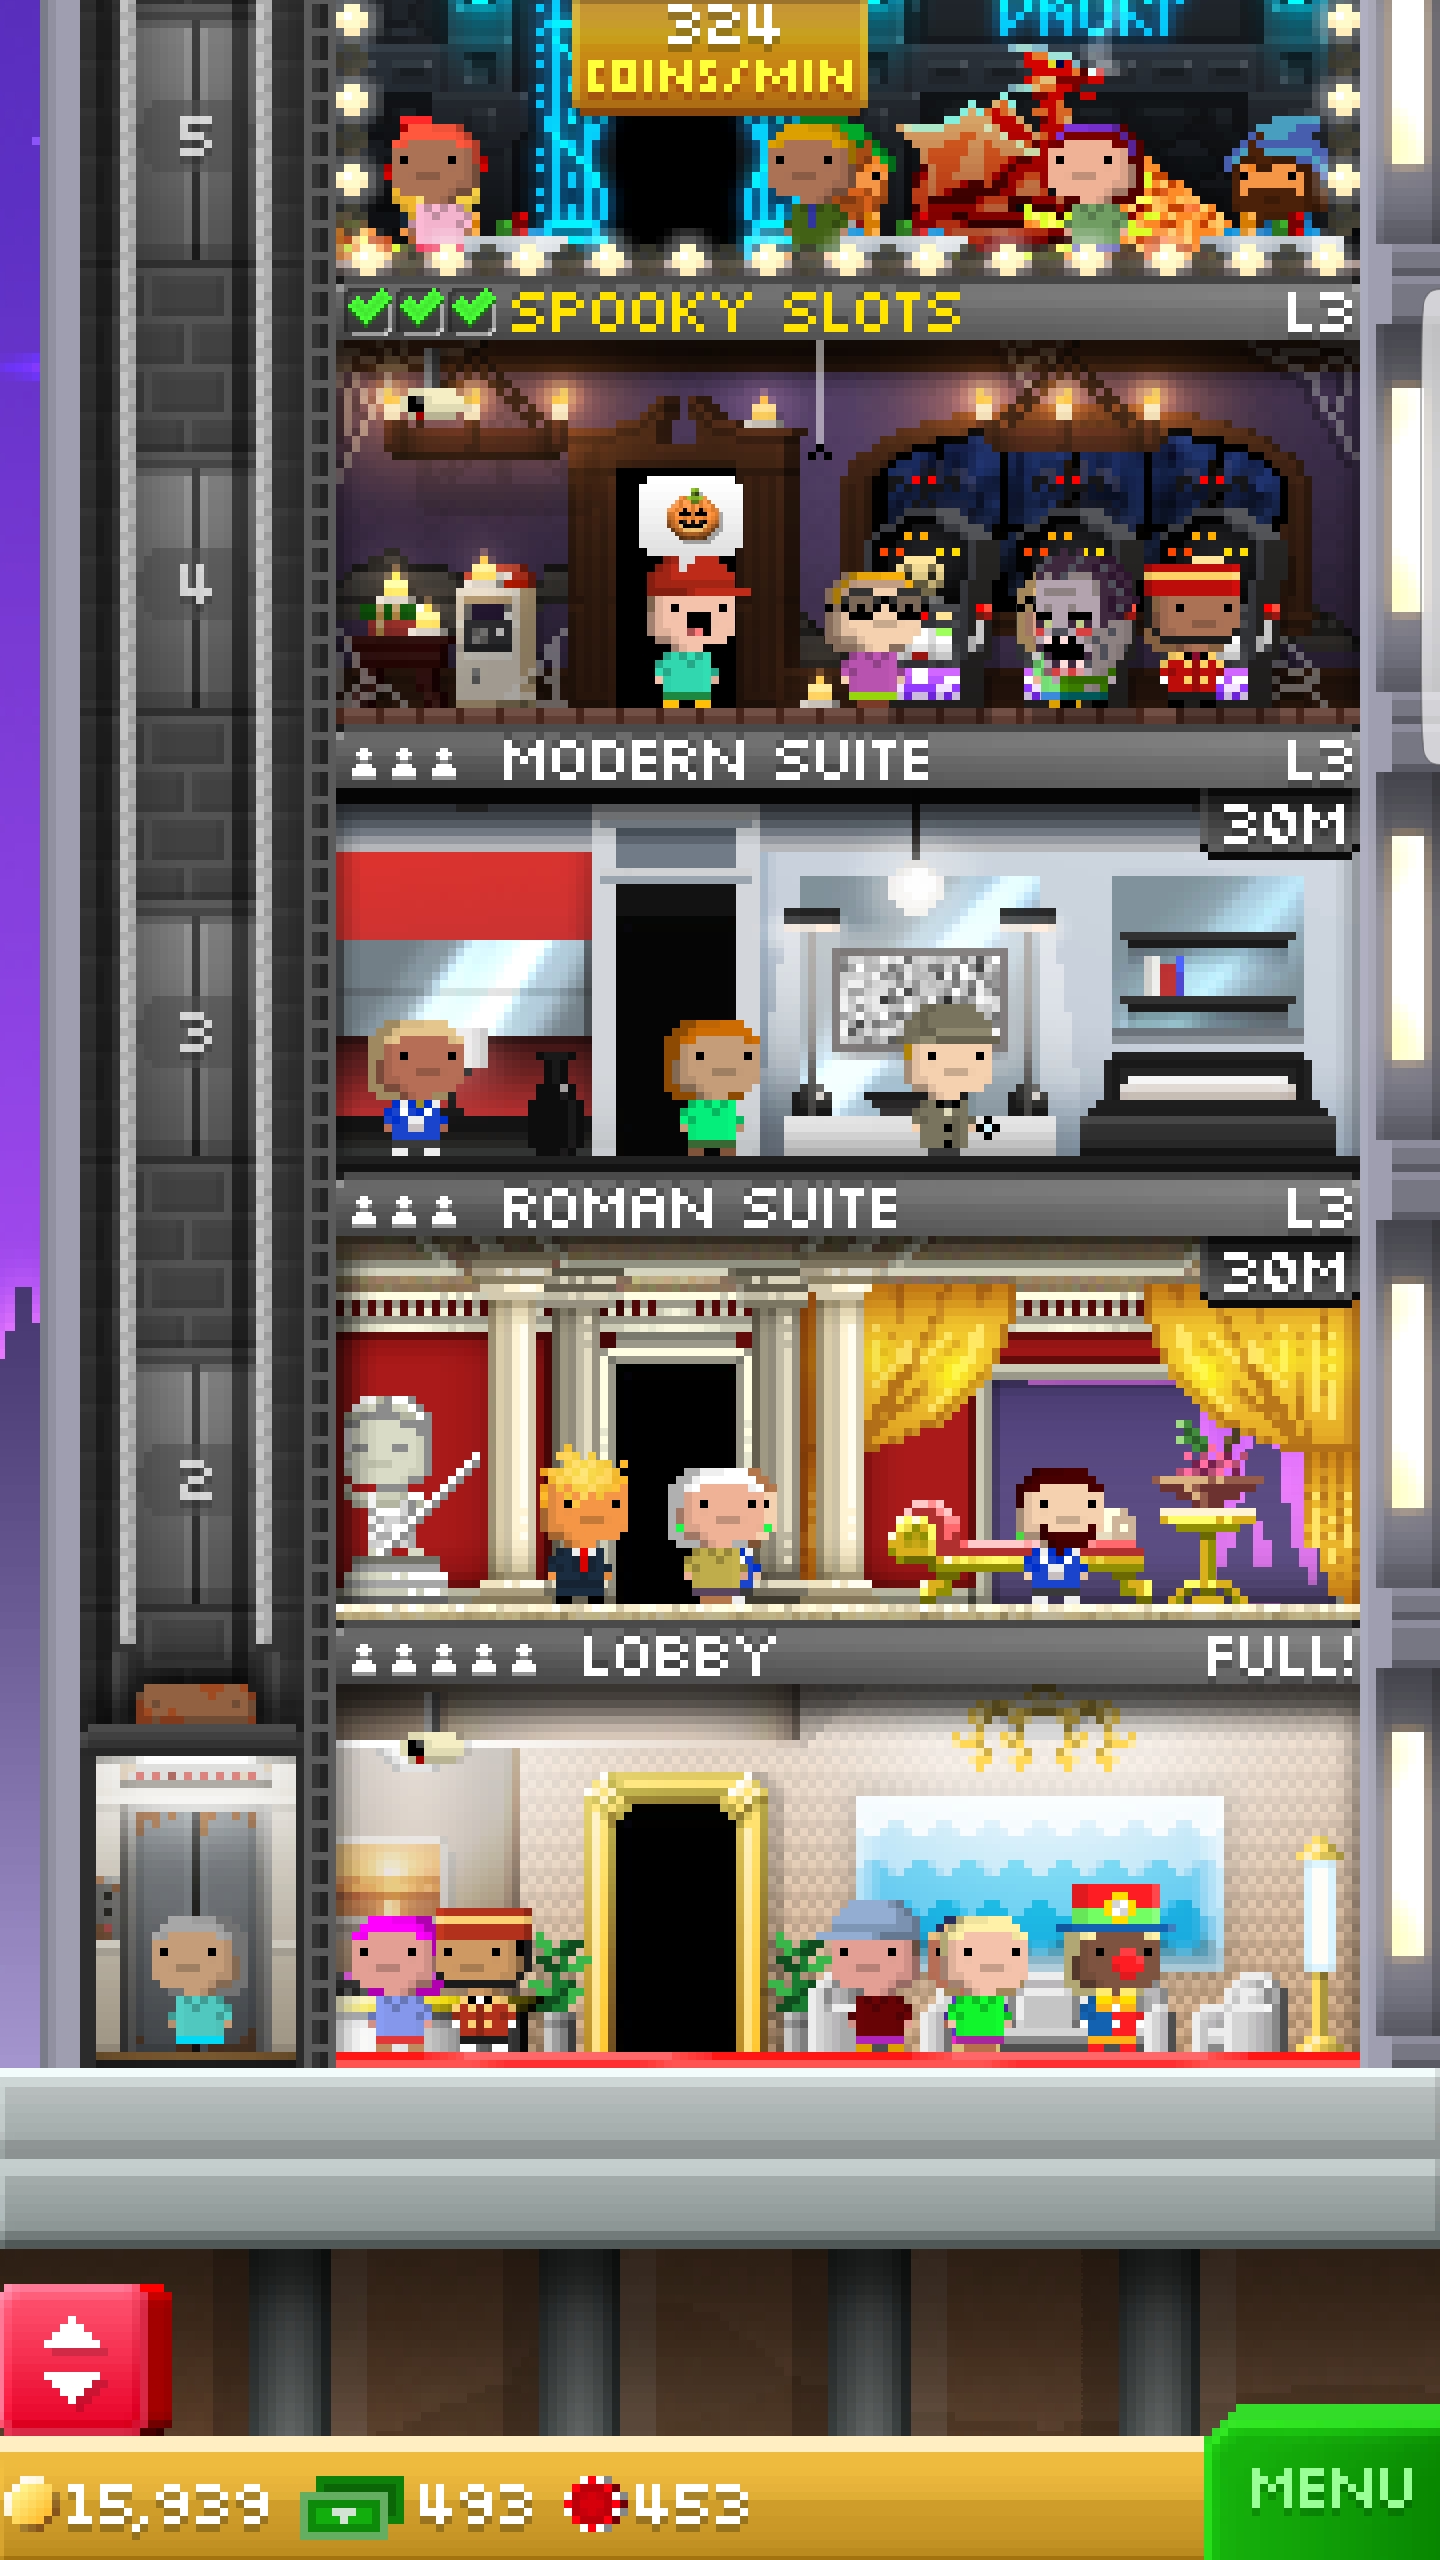 324
COINS/MIN
5
SPOOKY SLOTS L3
4
MODERN SUITE L3
30M
3
ROMAN SUITE L3
30M
2
LOBBY FULL!
15,939 493 453
MENU